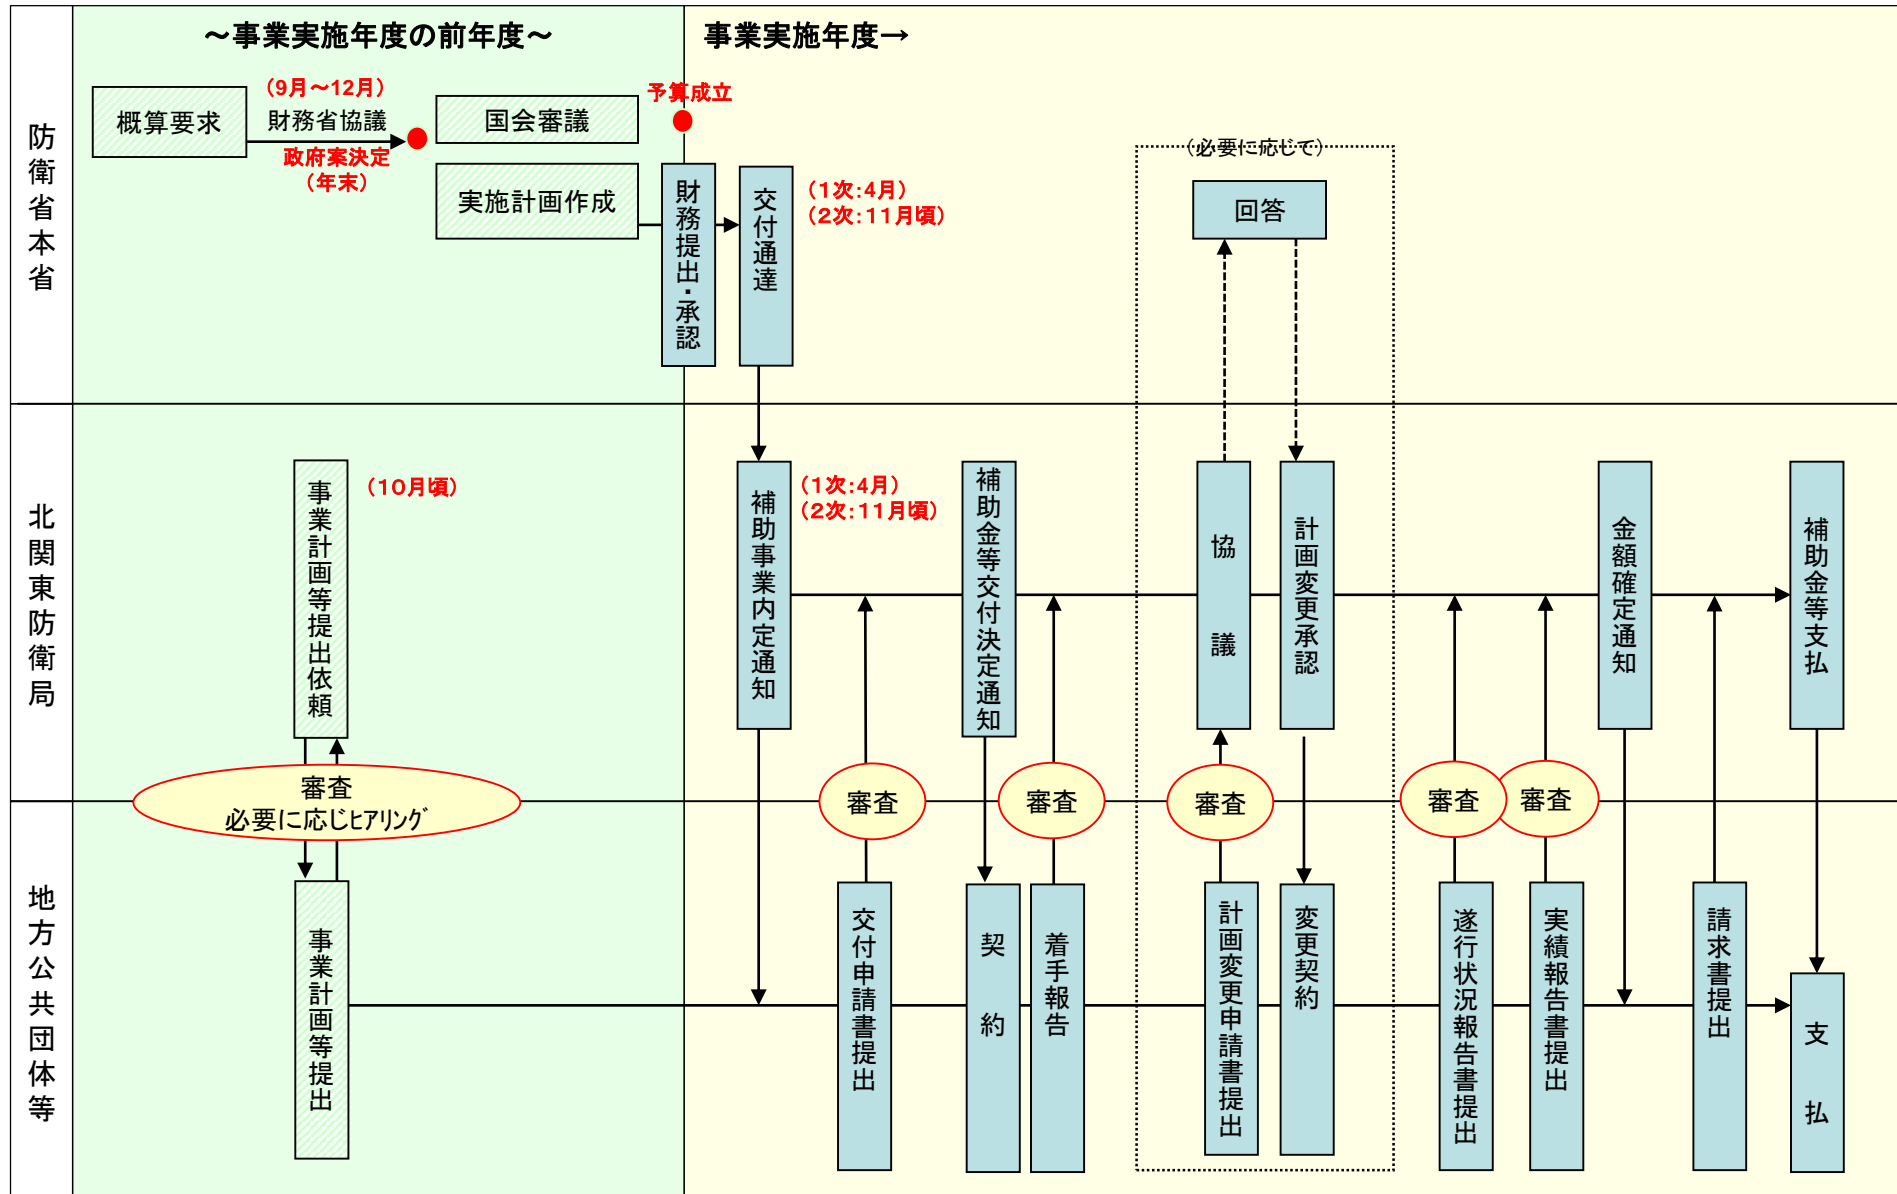 ～事業実施年度の前年度～
事業実施年度→
防衛省本省
概算要求
（9月～12月）
財務省協議
政府案決定
（年末）
国会審議
実施計画作成
予算成立
財務提出・承認
交付通達
（1次：4月）
（2次：11月頃）
（必要に応じて）
回答
北関東防衛局
事業計画等提出依頼
（10月頃）
補助事業内定通知
（1次：4月）
（2次：11月頃）
補助金等交付決定通知
協議
計画変更承認
金額確定通知
補助金等支払
審査
必要に応じﾋｱﾘﾝｸﾞ
審査
審査
審査
審査
審査
地方公共団体等
事業計画等提出
交付申請書提出
契約
着手報告
計画変更申請書提出
変更契約
遂行状況報告書提出
実績報告書提出
請求書提出
支払